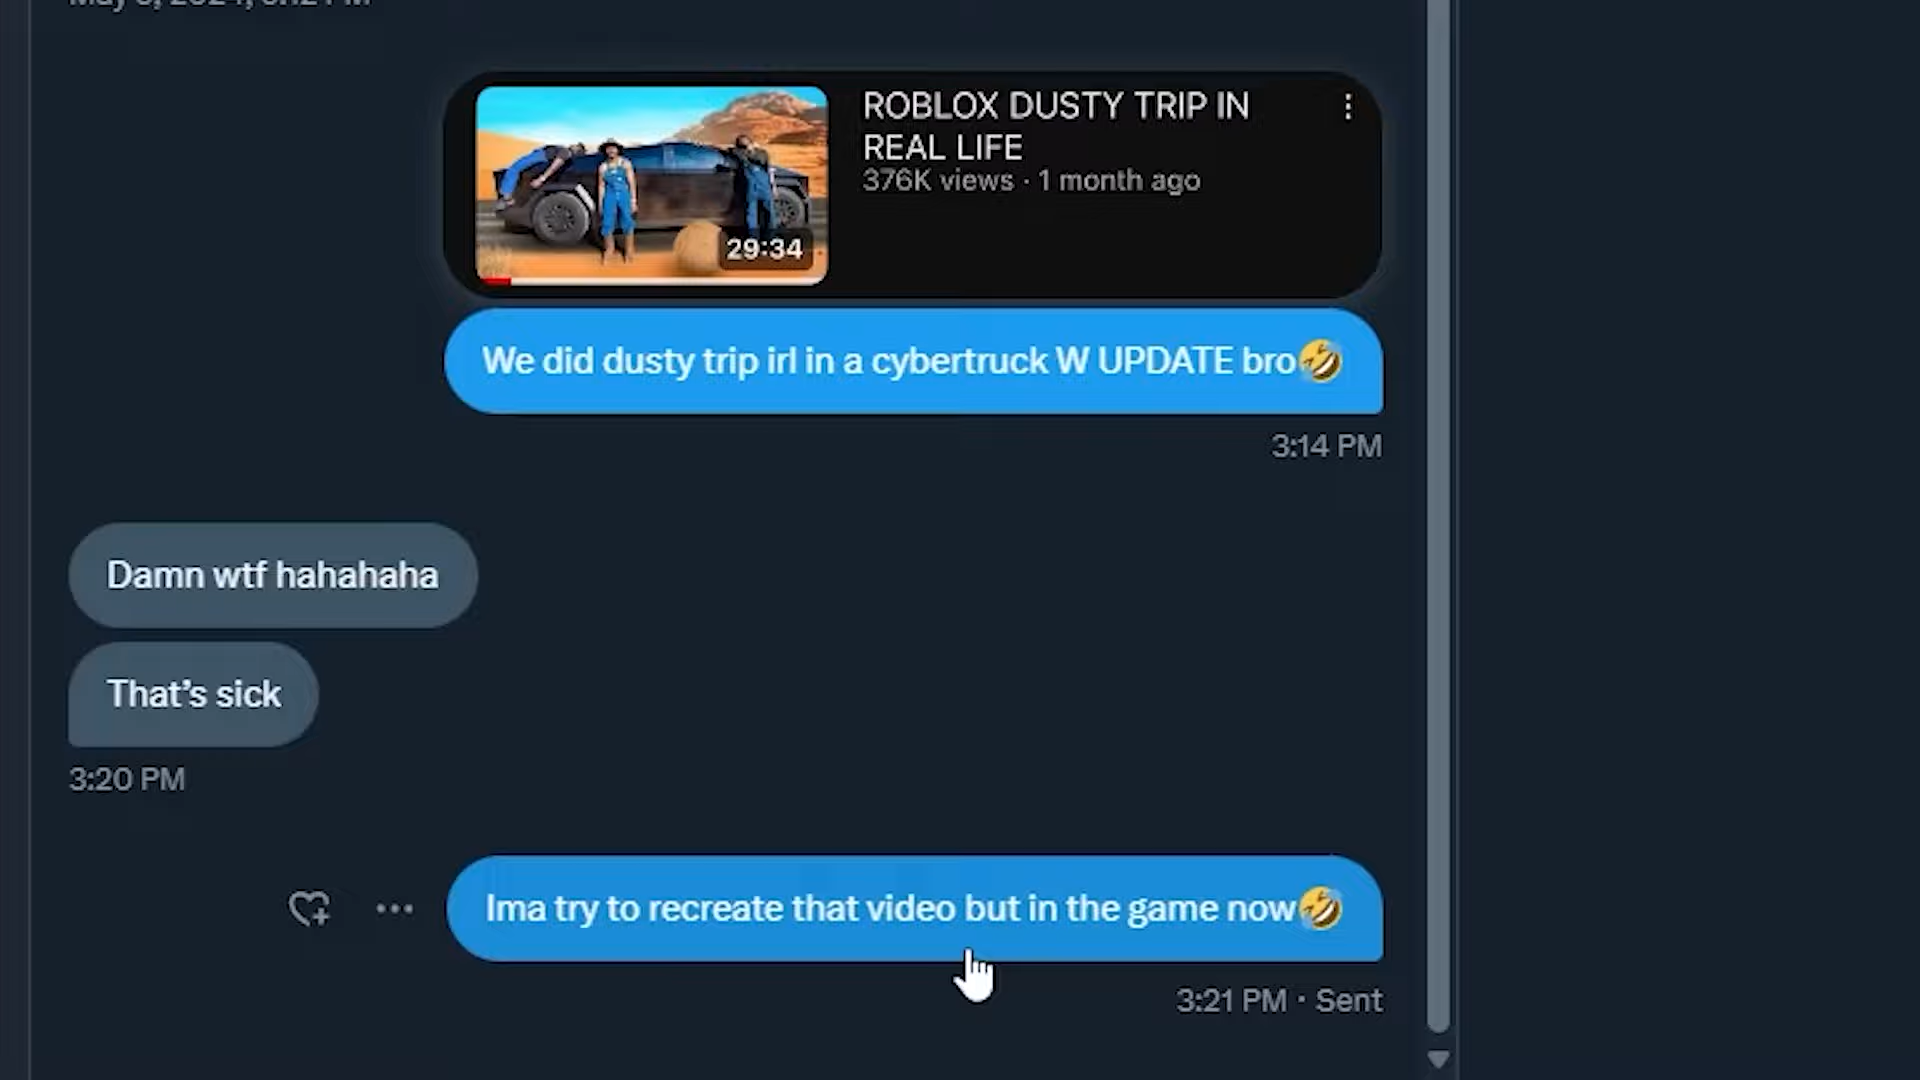 ROBLOX DUSTY TRIP IN
REAL LIFE
376K views · 1 month ago
29:34
We did dusty trip irl in a cybertruck W UPDATE bro🤣
3:14 PM
Damn wtf hahahaha
That's sick
3:20 PM
Ima try to recreate that video but in the game now🤣
3:21 PM · Sent